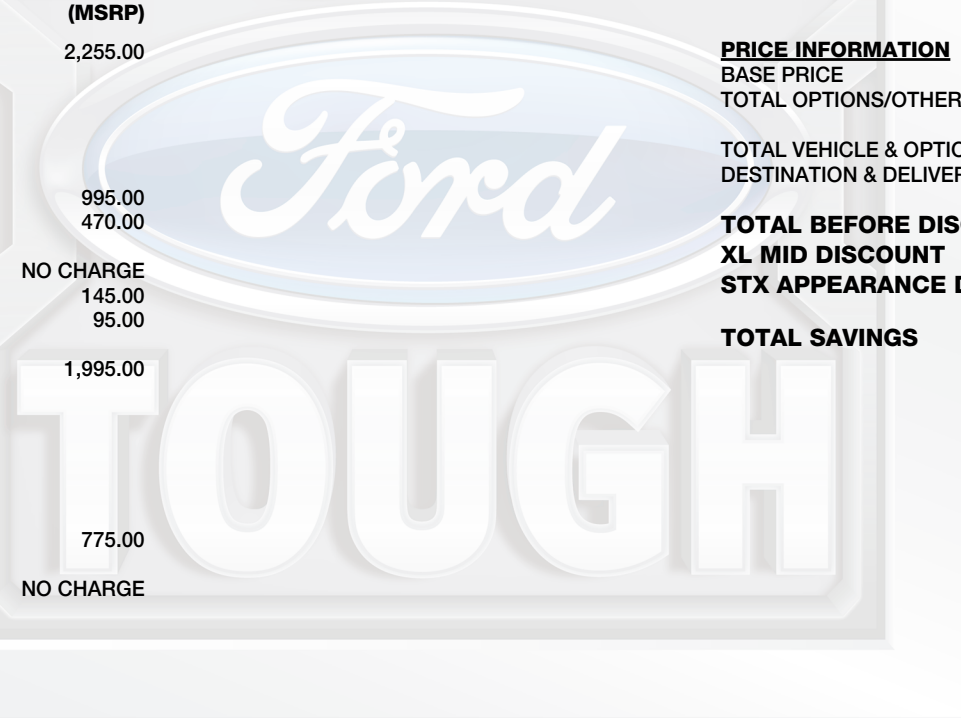 (MSRP)
2,255.00
995.00
470.00
NO CHARGE
145.00
95.00
1,995.00
775.00
NO CHARGE
PRICE INFORMATION
BASE PRICE
TOTAL OPTIONS/OTHER
TOTAL VEHICLE & OPTIO
DESTINATION & DELIVER
TOTAL BEFORE DIS
XL MID DISCOUNT
STX APPEARANCE D
TOTAL SAVINGS
Ford
TOUGH